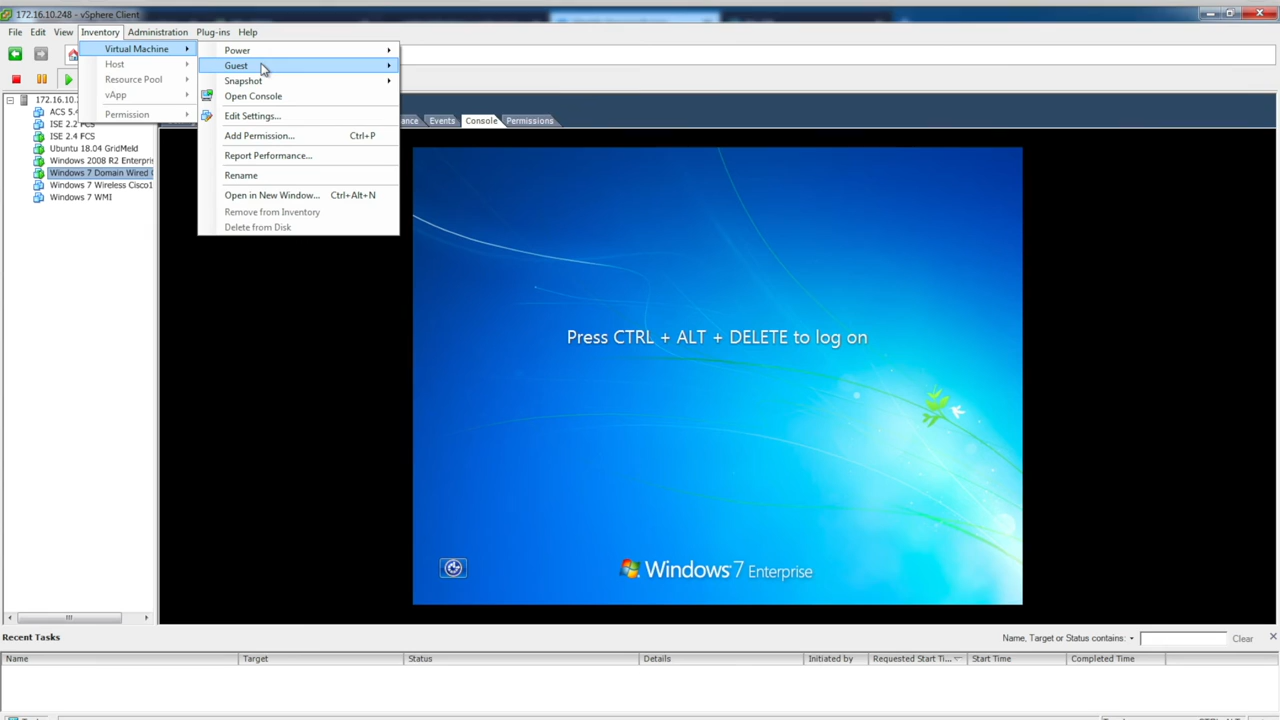 172.16.10.248 - vSphere Client
File Edit View Inventory Administration Plug-ins Help
Virtual Machine
Host
Resource Pool
vApp
Permission
Power
Guest
Snapshot
Open Console
Edit Settings...
Add Permission... Ctrl+P
Report Performance...
Rename
Open in New Window... Ctrl+Alt+N
Remove from Inventory
Delete from Disk
172.16.10.
ACS 5.4
ISE 2.2 FCS
ISE 2.4 FCS
Ubuntu 18.04 GridMeld
Windows 2008 R2 Enterpris
Windows 7 Domain Wired C
Windows 7 Wireless Cisco1
Windows 7 WMI
ance Events Console Permissions
Press CTRL + ALT + DELETE to log on
Windows 7 Enterprise
Recent Tasks
Name, Target or Status contains: Clear
Name Target Status Details Initiated by Requested Start Ti... Start Time Completed Time